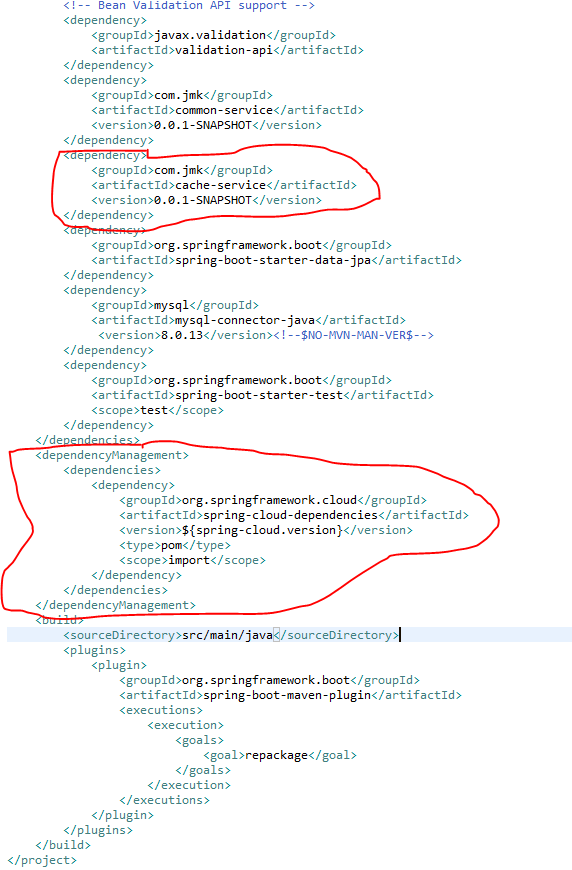 <!-- Bean Validation API support -->
<dependency>
<groupId>javax.validation</groupId>
<artifactId>validation-api</artifactId>
</dependency>
<dependency>
<groupId>com.jmk</groupId>
<artifactId>common-service</artifactId>
<version>0.0.1-SNAPSHOT</version>
</dependency>
<dependency>
<groupId>com.jmk</groupId>
<artifactId>cache-service</artifactId>
<version>0.0.1-SNAPSHOT</version>
</dependency>
<dependency>
<groupId>org.springframework.boot</groupId>
<artifactId>spring-boot-starter-data-jpa</artifactId>
</dependency>
<dependency>
<groupId>mysql</groupId>
<artifactId>mysql-connector-java</artifactId>
<version>8.0.13</version><!--$NO-MVN-MAN-VER$-->
</dependency>
<dependency>
<groupId>org.springframework.boot</groupId>
<artifactId>spring-boot-starter-test</artifactId>
<scope>test</scope>
</dependency>
</dependencies>
<dependencyManagement>
<dependencies>
<dependency>
<groupId>org.springframework.cloud</groupId>
<artifactId>spring-cloud-dependencies</artifactId>
<version>${spring-cloud.version}</version>
<type>pom</type>
<scope>import</scope>
</dependency>
</dependencies>
</dependencyManagement>
<build>
<sourceDirectory>src/main/java</sourceDirectory>
<plugins>
<plugin>
<groupId>org.springframework.boot</groupId>
<artifactId>spring-boot-maven-plugin</artifactId>
<executions>
<execution>
<goals>
<goal>repackage</goal>
</goals>
</execution>
</executions>
</plugin>
</plugins>
</build>
</project>